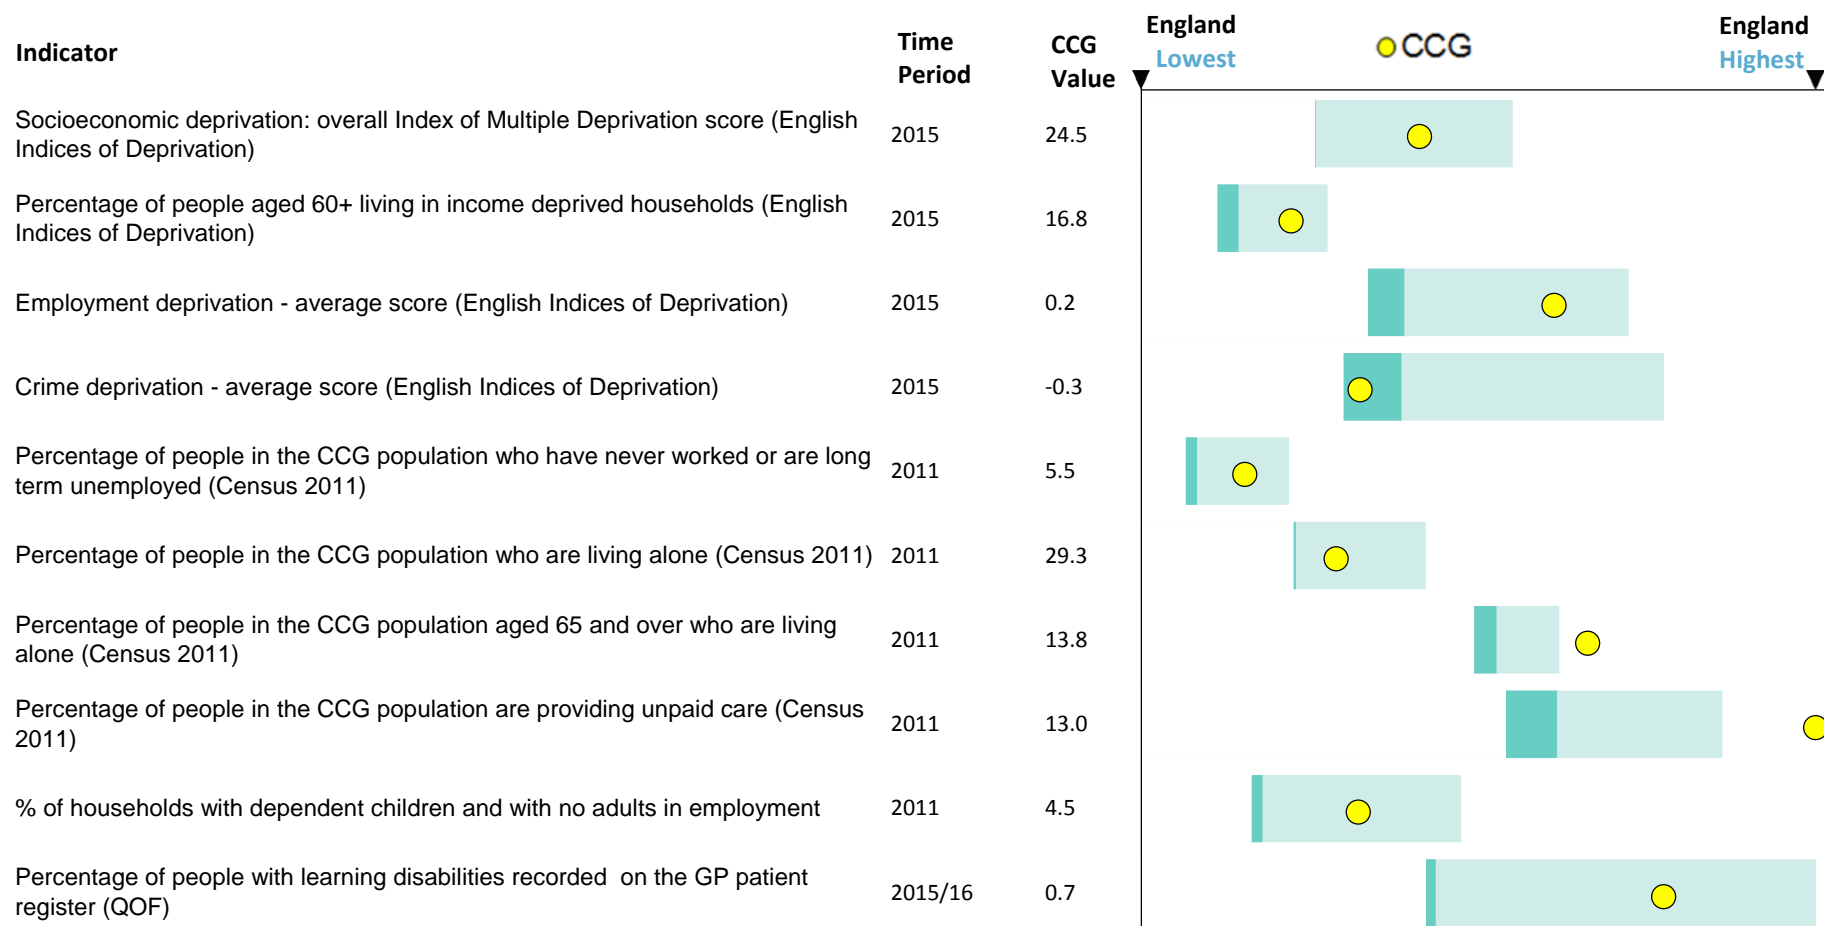 Indicator
Time
Period
CCG
Value
England
Lowest
CCG
England
Highest
Socioeconomic deprivation: overall Index of Multiple Deprivation score (English
Indices of Deprivation)
2015
24.5
Percentage of people aged 60+ living in income deprived households (English
Indices of Deprivation)
2015
16.8
Employment deprivation - average score (English Indices of Deprivation)
2015
0.2
Crime deprivation - average score (English Indices of Deprivation)
2015
-0.3
Percentage of people in the CCG population who have never worked or are long
term unemployed (Census 2011)
2011
5.5
Percentage of people in the CCG population who are living alone (Census 2011)
2011
29.3
Percentage of people in the CCG population aged 65 and over who are living
alone (Census 2011)
2011
13.8
Percentage of people in the CCG population are providing unpaid care (Census
2011)
2011
13.0
% of households with dependent children and with no adults in employment
2011
4.5
Percentage of people with learning disabilities recorded  on the GP patient
register (QOF)
2015/16
0.7